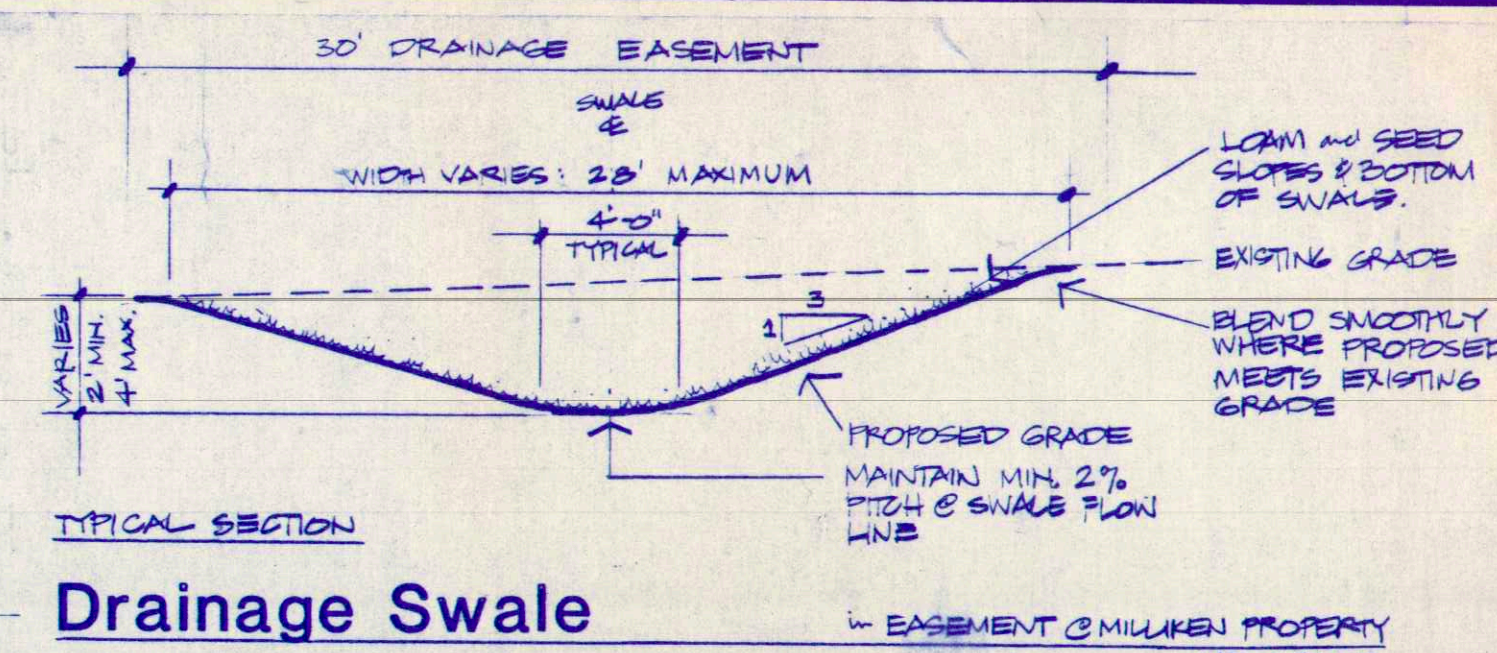 30' DRAINAGE EASEMENT
SWALE
℄
WIDTH VARIES: 28' MAXIMUM
4'-0"
TYPICAL
LOAM and SEED
SLOPES & BOTTOM
OF SWALE.
EXISTING GRADE
3
1
VARIES
2' MIN.
4' MAX.
BLEND SMOOTHLY
WHERE PROPOSED
MEETS EXISTING
GRADE
PROPOSED GRADE
MAINTAIN MIN. 2%
PITCH @ SWALE FLOW
LINE
TYPICAL SECTION
Drainage Swale
in EASEMENT @ MILLIKEN PROPERTY